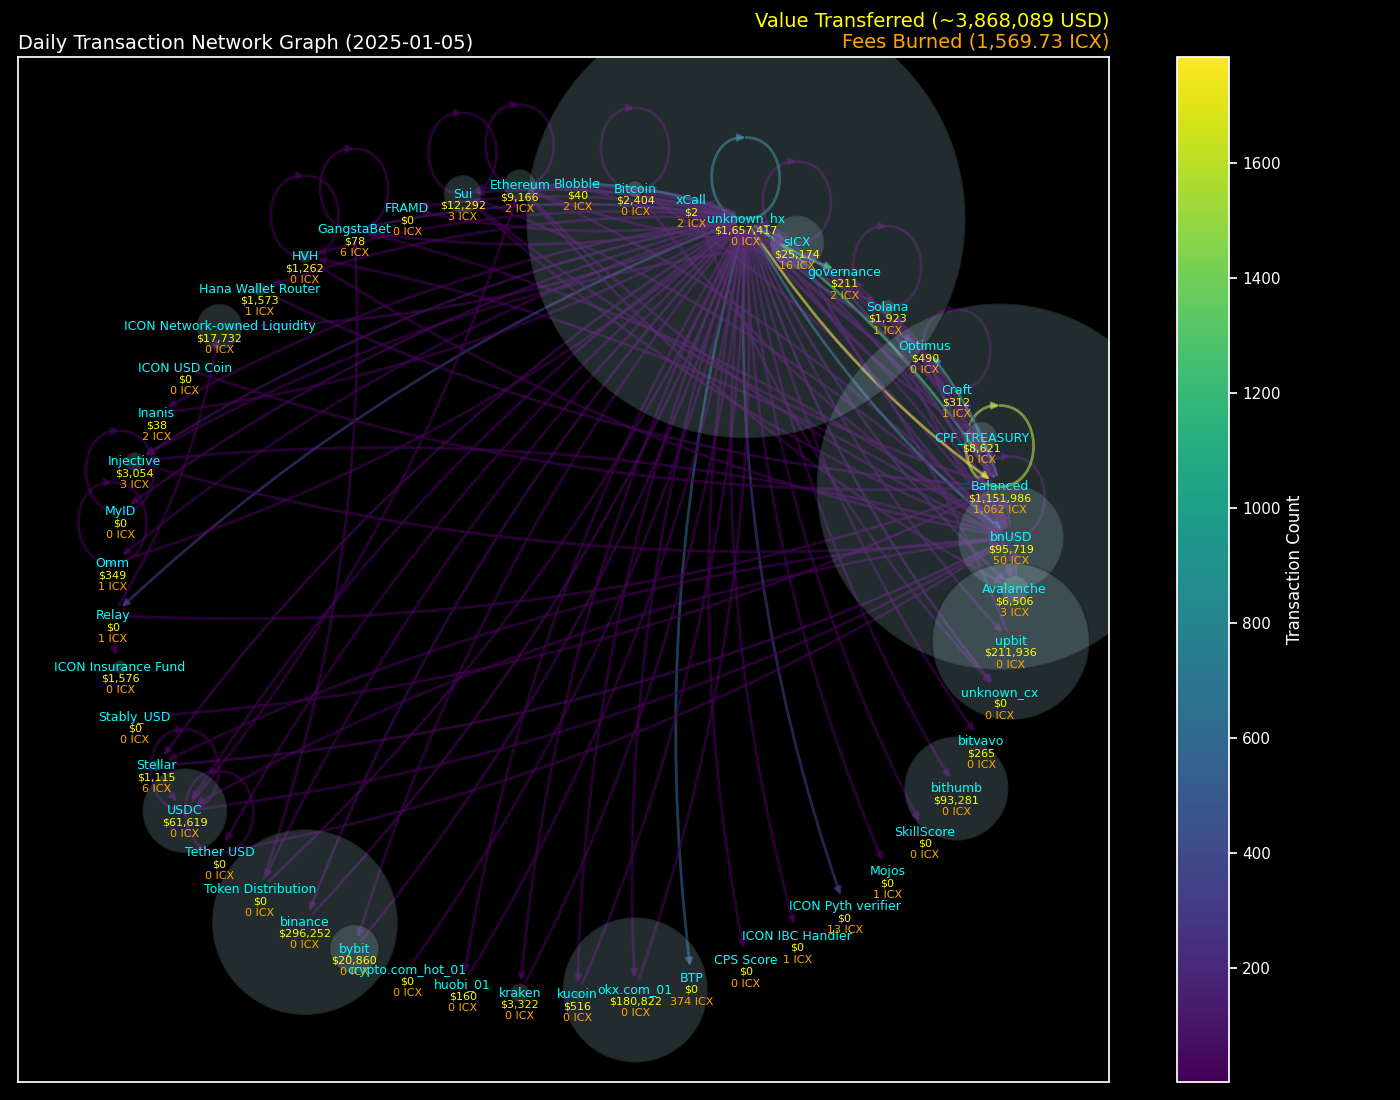 Value Transferred (~3,868,089 USD)
Daily Transaction Network Graph (2025-01-05)
Fees Burned (1,569.73 ICX)
Sui
$12,292
3 ICX
Ethereum
$9,166
2 ICX
Blobble
$40
2 ICX
Bitcoin
$2,404
0 ICX
xCall
$2
2 ICX
unknown_hx
$1,657,417
0 ICX
sICX
$25,174
16 ICX
governance
$211
2 ICX
Solana
$1,923
1 ICX
Optimus
$490
0 ICX
Craft
$312
1 ICX
CPF_TREASURY
$8,621
0 ICX
Balanced
$1,151,986
1,062 ICX
bnUSD
$95,719
50 ICX
Avalanche
$6,506
3 ICX
upbit
$211,936
0 ICX
unknown_cx
$0
0 ICX
bitvavo
$265
0 ICX
bithumb
$93,281
0 ICX
SkillScore
$0
0 ICX
Mojos
$0
1 ICX
ICON Pyth verifier
$0
13 ICX
ICON IBC Handler
$0
1 ICX
CPS Score
$0
0 ICX
BTP
$0
374 ICX
okx.com_01
$180,822
0 ICX
kucoin
$516
0 ICX
kraken
$3,322
0 ICX
huobi_01
$160
0 ICX
crypto.com_hot_01
$0
0 ICX
bybit
$20,860
0 ICX
binance
$296,252
0 ICX
Token Distribution
$0
0 ICX
Tether USD
$0
0 ICX
USDC
$61,619
0 ICX
Stellar
$1,115
6 ICX
Stably_USD
$0
0 ICX
ICON Insurance Fund
$1,576
0 ICX
Relay
$0
1 ICX
Omm
$349
1 ICX
MyID
$0
0 ICX
Injective
$3,054
3 ICX
Inanis
$38
2 ICX
ICON USD Coin
$0
0 ICX
ICON Network-owned Liquidity
$17,732
0 ICX
Hana Wallet Router
$1,573
1 ICX
HVH
$1,262
0 ICX
GangstaBet
$78
6 ICX
FRAMD
$0
0 ICX
1600
1400
1200
1000
800
600
400
200
Transaction Count